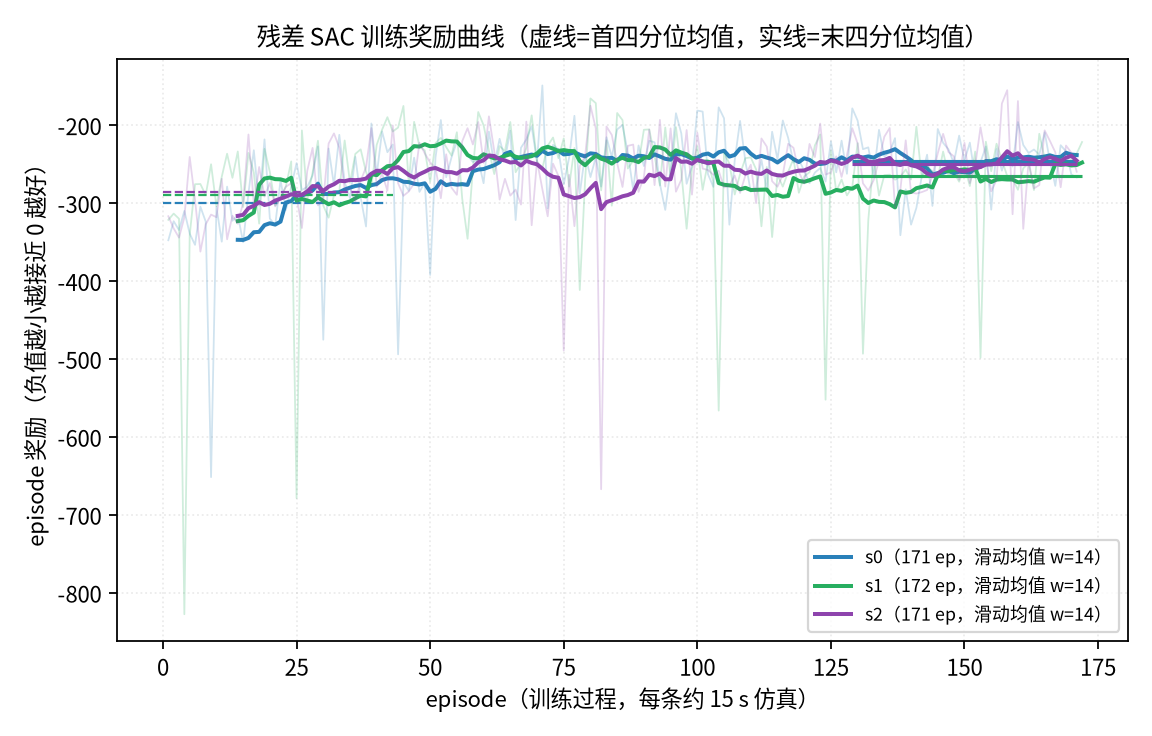 残差 SAC 训练奖励曲线（虚线=首四分位均值，实线=末四分位均值）
episode 奖励（负值越小越接近 0 越好）
-200
-300
-400
-500
-600
-700
-800
s0（171 ep，滑动均值 w=14）
s1（172 ep，滑动均值 w=14）
s2（171 ep，滑动均值 w=14）
0 25 50 75 100 125 150 175
episode（训练过程，每条约 15 s 仿真）